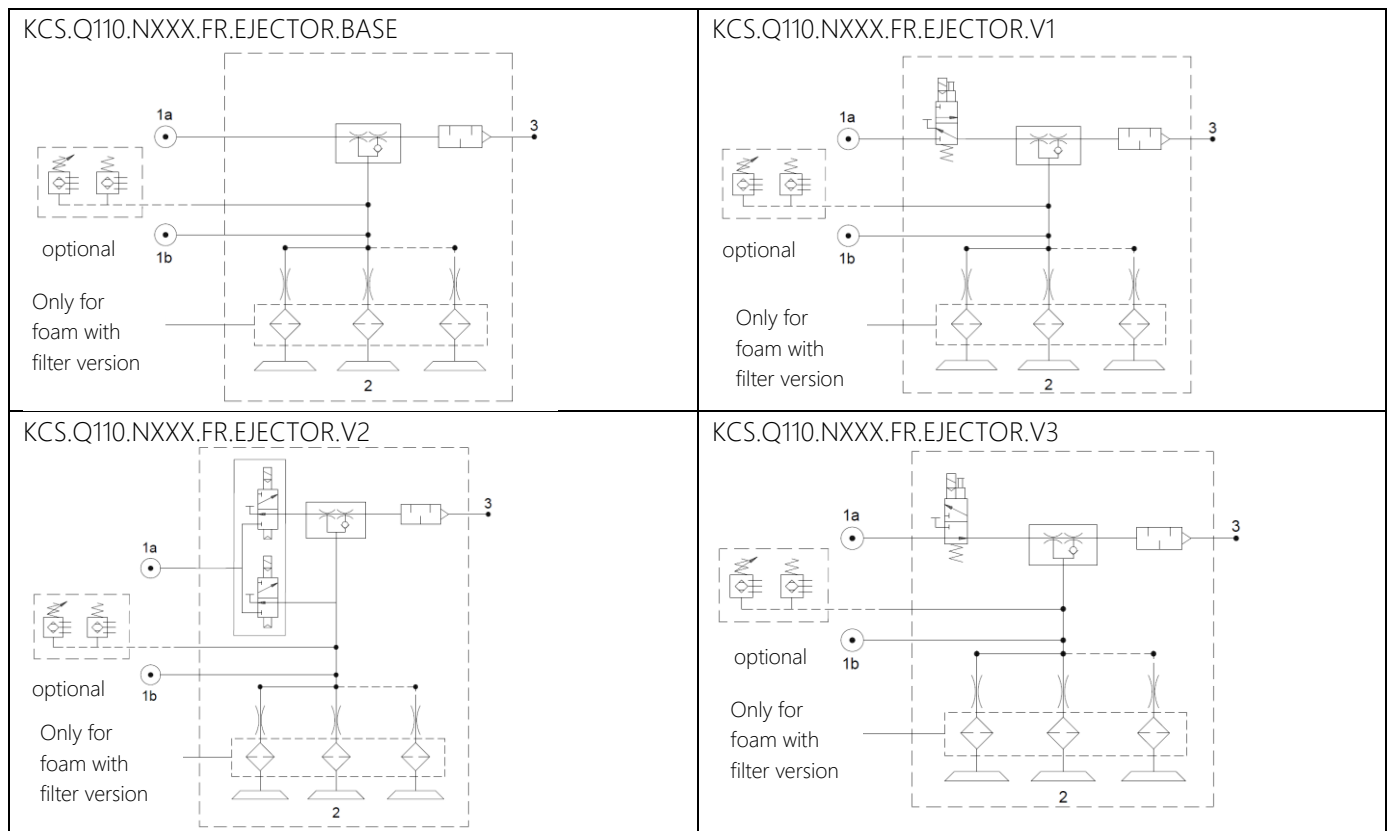 KCS.Q110.NXXX.FR.EJECTOR.BASE
1a
3
optional
1b
Only for
foam with
filter version
2
KCS.Q110.NXXX.FR.EJECTOR.V1
1a
3
optional
1b
Only for
foam with
filter version
2
KCS.Q110.NXXX.FR.EJECTOR.V2
3
1a
optional
1b
Only for
foam with
filter version
2
KCS.Q110.NXXX.FR.EJECTOR.V3
1a
3
optional
1b
Only for
foam with
filter version
2